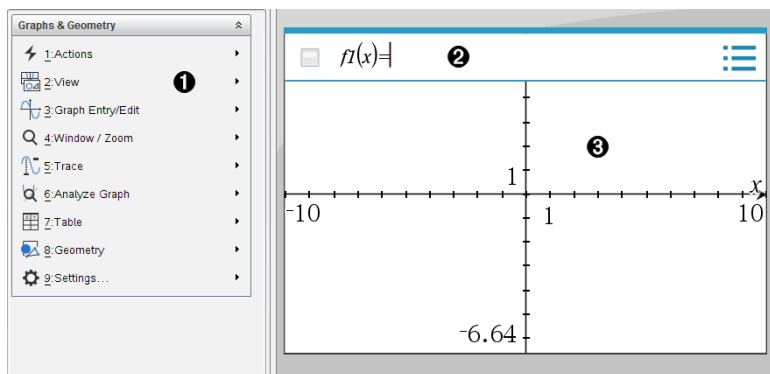 Graphs & Geometry
1:Actions
2:View
❶
3:Graph Entry/Edit
4:Window / Zoom
5:Trace
6:Analyze Graph
7:Table
8:Geometry
9:Settings...
f1(x)=
❷
❸
1
x
-10
1
10
-6.64